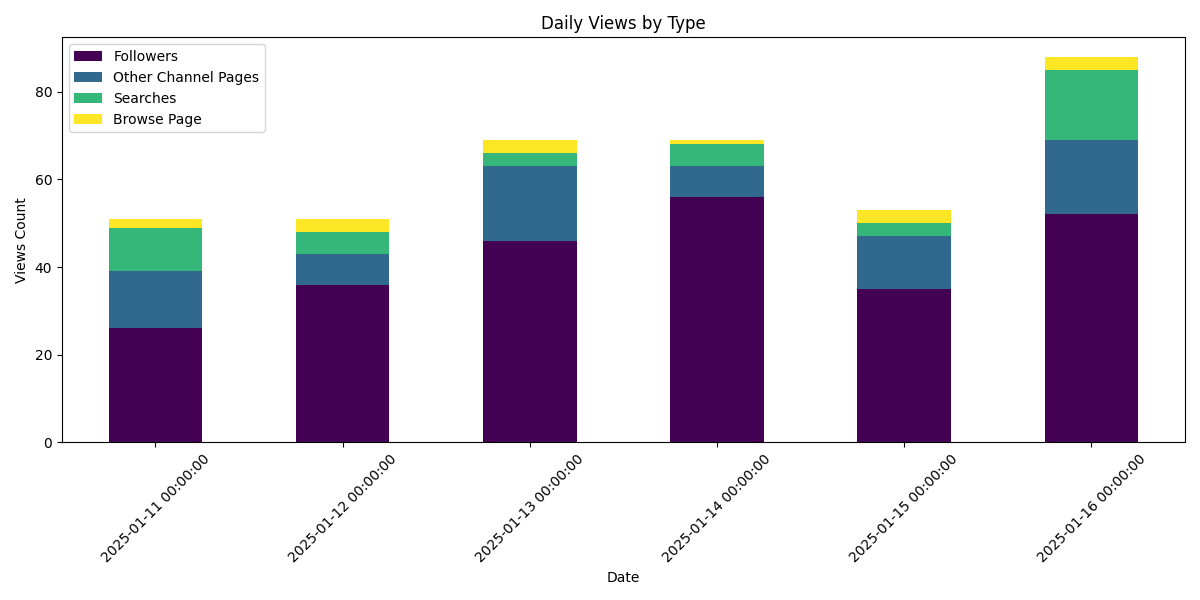 Daily Views by Type
Followers
Other Channel Pages
Searches
Browse Page
Views Count
80
60
40
20
0
2025-01-11 00:00:00
2025-01-12 00:00:00
2025-01-13 00:00:00
2025-01-14 00:00:00
2025-01-15 00:00:00
2025-01-16 00:00:00
Date